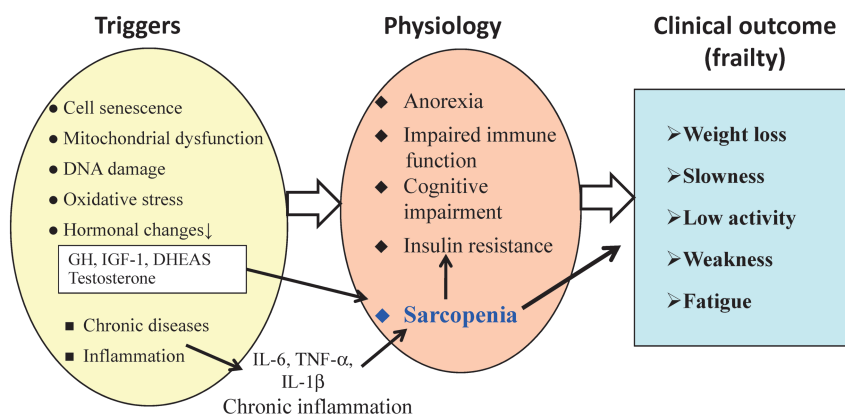 Triggers
● Cell senescence
● Mitochondrial dysfunction
● DNA damage
● Oxidative stress
● Hormonal changes↓
GH, IGF-1, DHEAS
Testosterone
■ Chronic diseases
■ Inflammation
IL-6, TNF-α,
IL-1β
Chronic inflammation
Physiology
◆ Anorexia
◆ Impaired immune
function
◆ Cognitive
impairment
◆ Insulin resistance
◆ Sarcopenia
Clinical outcome
(frailty)
➢Weight loss
➢Slowness
➢Low activity
➢Weakness
➢Fatigue